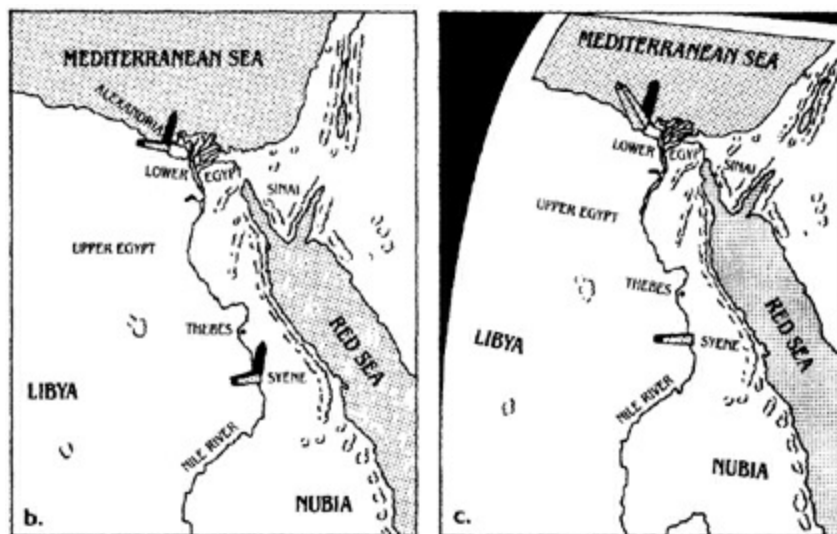 MEDITERRANEAN SEA
ALEXANDRIA
LOWER EGYPT
SINAI
UPPER EGYPT
THEBES
RED SEA
SYENE
LIBYA
NILE RIVER
NUBIA
b.
MEDITERRANEAN SEA
LOWER EGYPT
SINAI
UPPER EGYPT
THEBES
RED SEA
LIBYA
SYENE
NILE RIVER
NUBIA
c.